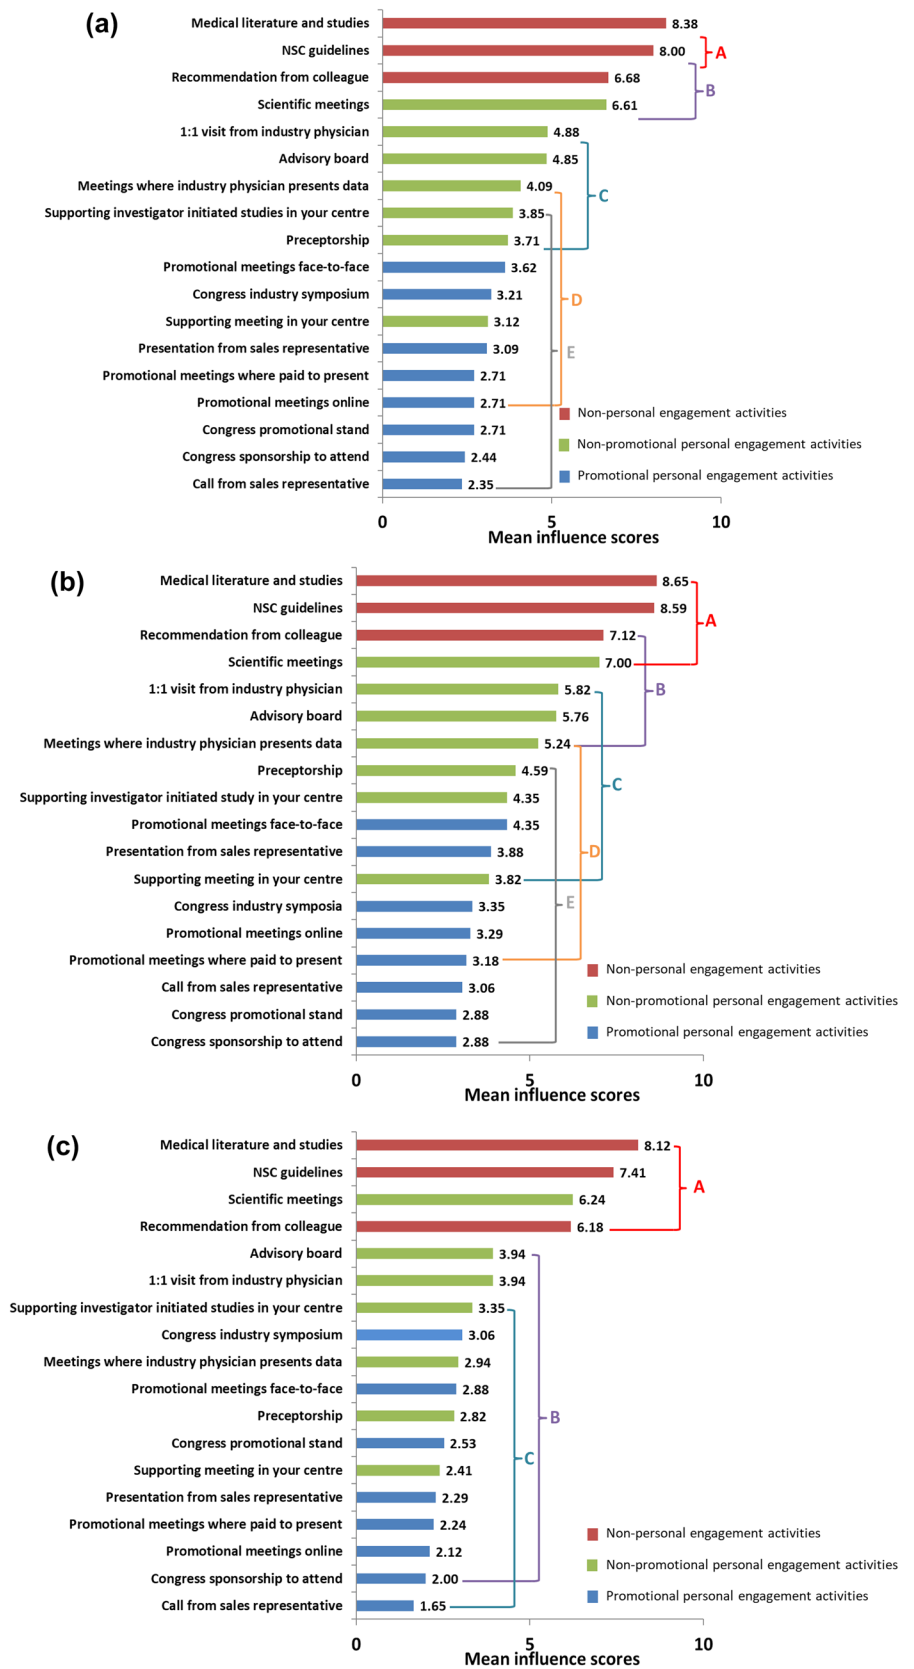 (a)
Medical literature and studies 8.38
NSC guidelines 8.00
A
Recommendation from colleague 6.68
B
Scientific meetings 6.61
1:1 visit from industry physician 4.88
Advisory board 4.85
Meetings where industry physician presents data 4.09
C
Supporting investigator initiated studies in your centre 3.85
Preceptorship 3.71
Promotional meetings face-to-face 3.62
Congress industry symposium 3.21
D
Supporting meeting in your centre 3.12
Presentation from sales representative 3.09
E
Promotional meetings where paid to present 2.71
Promotional meetings online 2.71
Non-personal engagement activities
Congress promotional stand 2.71
Non-promotional personal engagement activities
Congress sponsorship to attend 2.44
Promotional personal engagement activities
Call from sales representative 2.35
0 5 10
Mean influence scores
(b)
Medical literature and studies 8.65
NSC guidelines 8.59
A
Recommendation from colleague 7.12
Scientific meetings 7.00
1:1 visit from industry physician 5.82
B
Advisory board 5.76
Meetings where industry physician presents data 5.24
Preceptorship 4.59
C
Supporting investigator initiated study in your centre 4.35
Promotional meetings face-to-face 4.35
Presentation from sales representative 3.88
D
Supporting meeting in your centre 3.82
Congress industry symposia 3.35
E
Promotional meetings online 3.29
Promotional meetings where paid to present 3.18
Non-personal engagement activities
Call from sales representative 3.06
Non-promotional personal engagement activities
Congress promotional stand 2.88
Promotional personal engagement activities
Congress sponsorship to attend 2.88
0 5 10
Mean influence scores
(c)
Medical literature and studies 8.12
NSC guidelines 7.41
A
Scientific meetings 6.24
Recommendation from colleague 6.18
Advisory board 3.94
1:1 visit from industry physician 3.94
Supporting investigator initiated studies in your centre 3.35
Congress industry symposium 3.06
Meetings where industry physician presents data 2.94
Promotional meetings face-to-face 2.88
Preceptorship 2.82
B
Congress promotional stand 2.53
C
Supporting meeting in your centre 2.41
Presentation from sales representative 2.29
Promotional meetings where paid to present 2.24
Non-personal engagement activities
Promotional meetings online 2.12
Non-promotional personal engagement activities
Congress sponsorship to attend 2.00
Promotional personal engagement activities
Call from sales representative 1.65
0 5 10
Mean influence scores